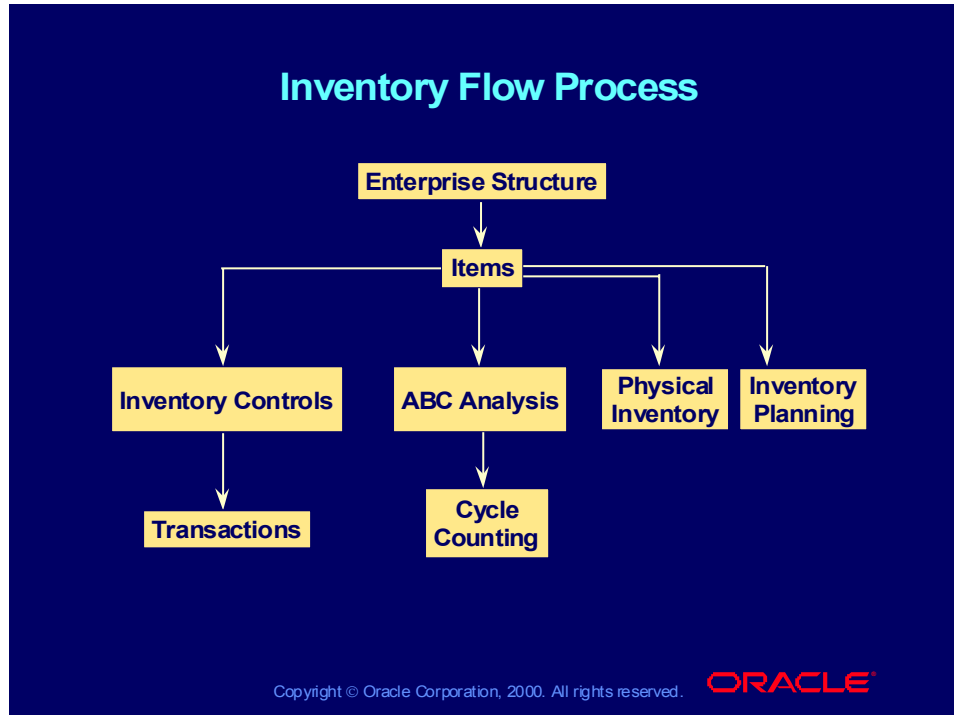 Inventory Flow Process
Enterprise Structure
Items
Inventory Controls
ABC Analysis
Physical
Inventory
Inventory
Planning
Transactions
Cycle
Counting
Copyright © Oracle Corporation, 2000. All rights reserved.
ORACLE®